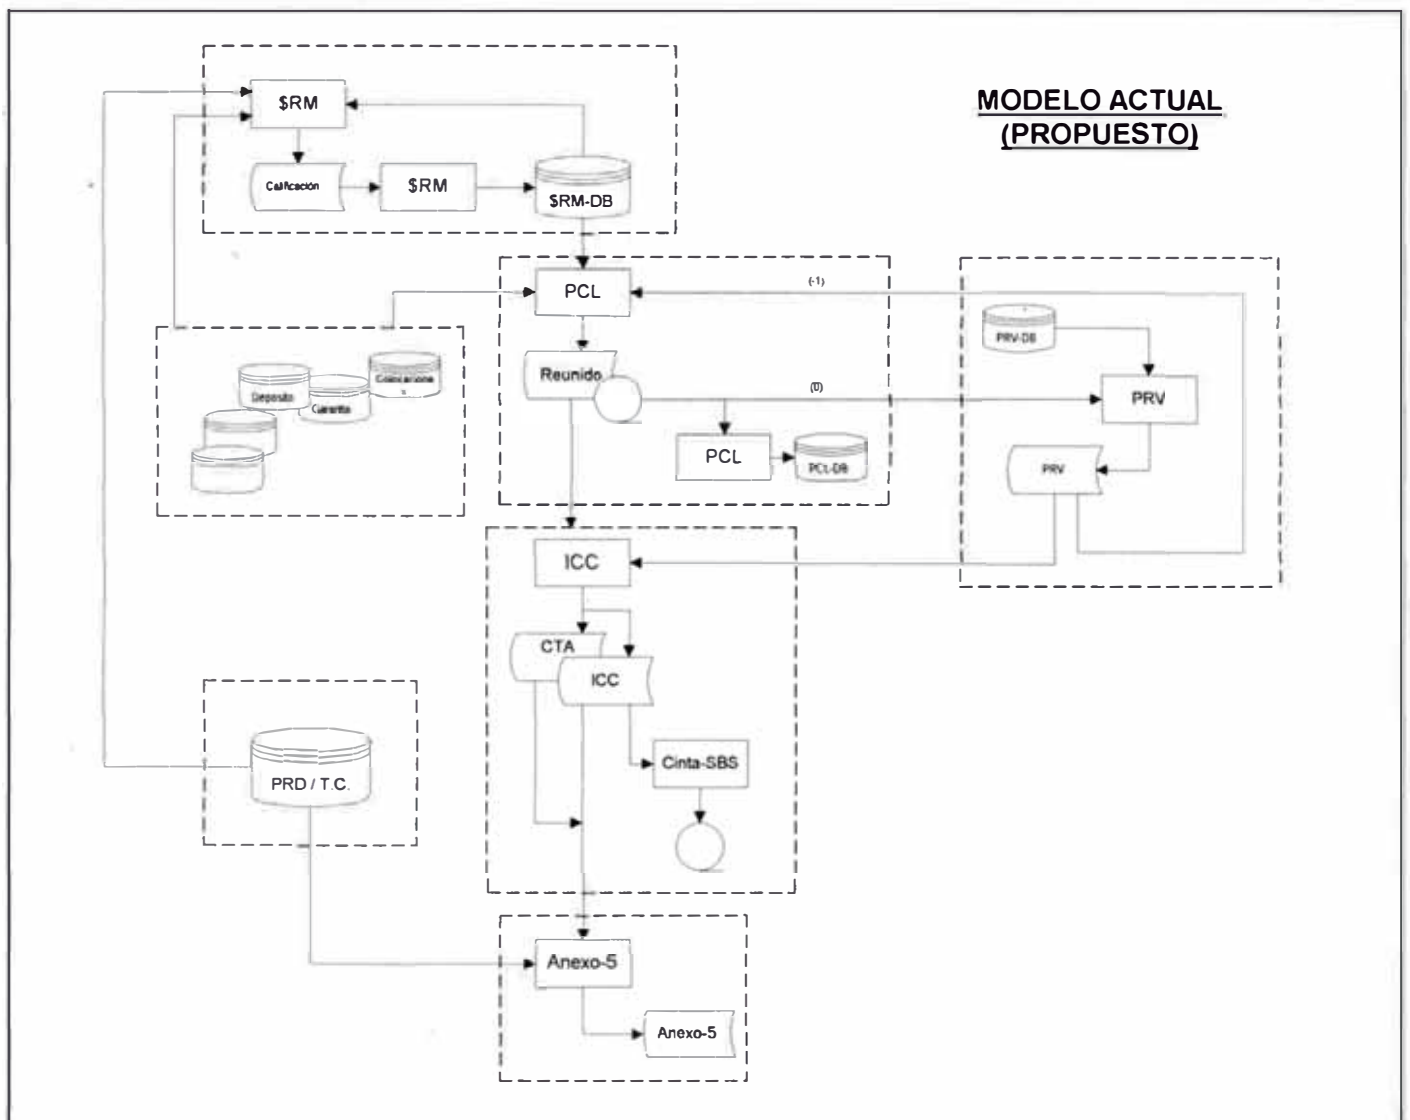 MODELO ACTUAL
(PROPUESTO)
$RM
Calificación
$RM
$RM-DB
PCL
(-1)
PRV-DB
Reunido
(0)
PRV
Deposito
Garantia
PCL
PCL-DB
PRV
ICC
CTA
ICC
PRD / T.C.
Cinta-SBS
Anexo-5
Anexo-5